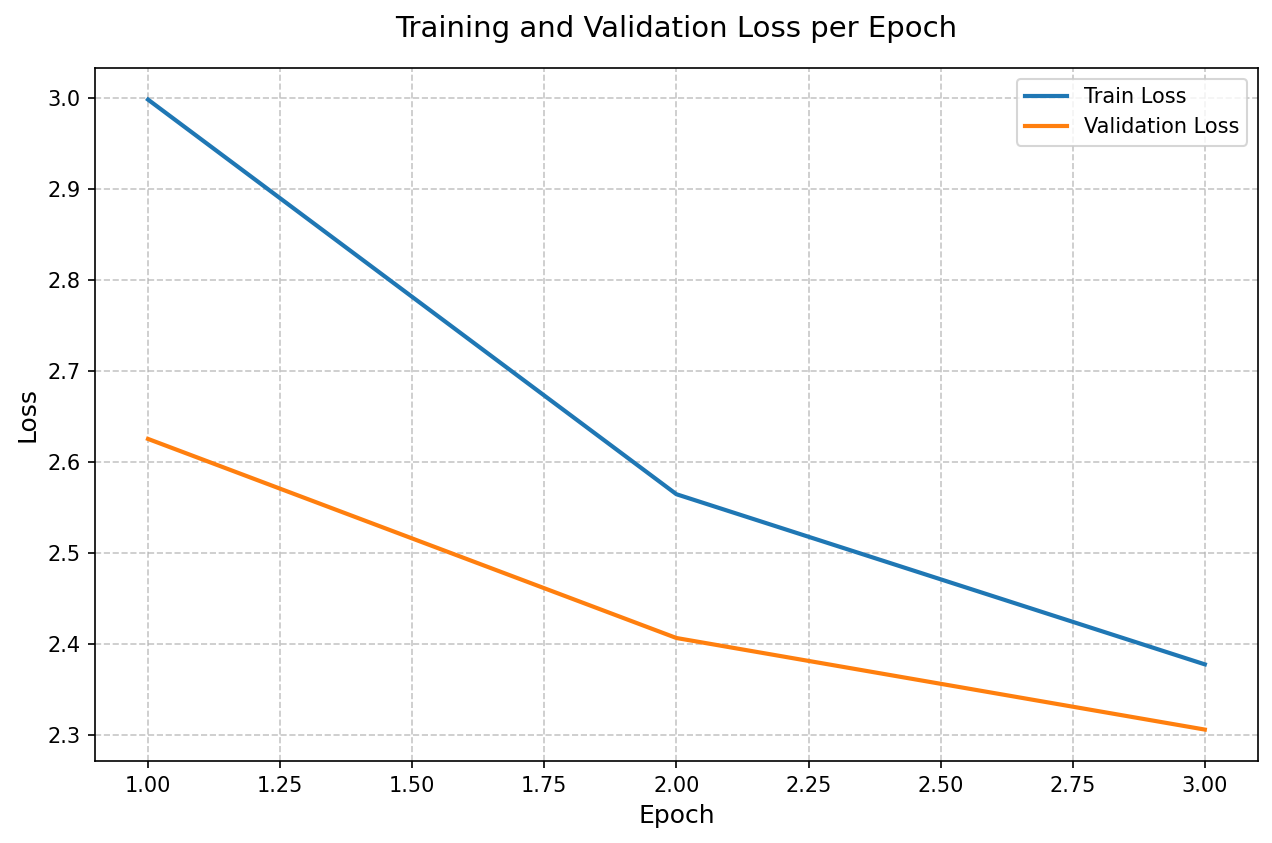 Training and Validation Loss per Epoch
Train Loss
Validation Loss
3.0
2.9
2.8
2.7
2.6
2.5
2.4
2.3
Loss
1.00 1.25 1.50 1.75 2.00 2.25 2.50 2.75 3.00
Epoch